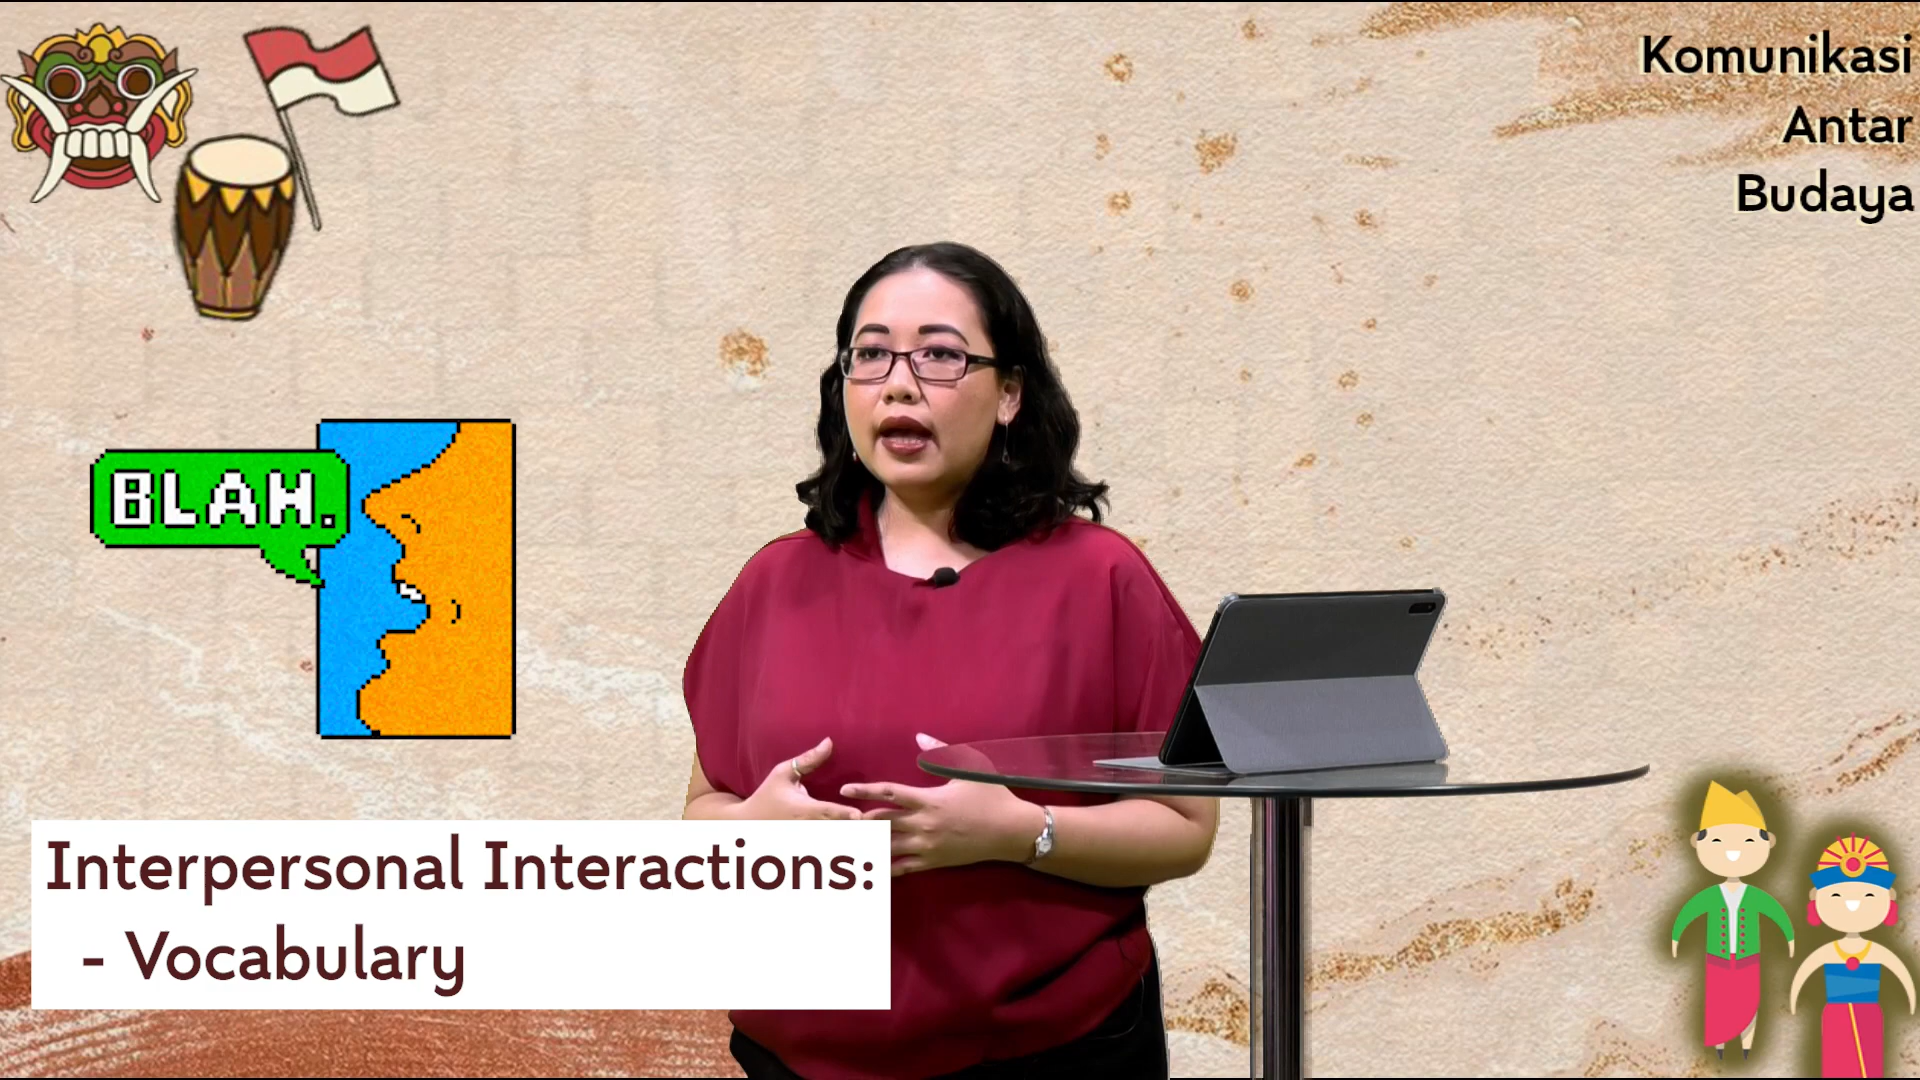 Komunikasi
Antar
Budaya
BLAH.
Interpersonal Interactions:
- Vocabulary